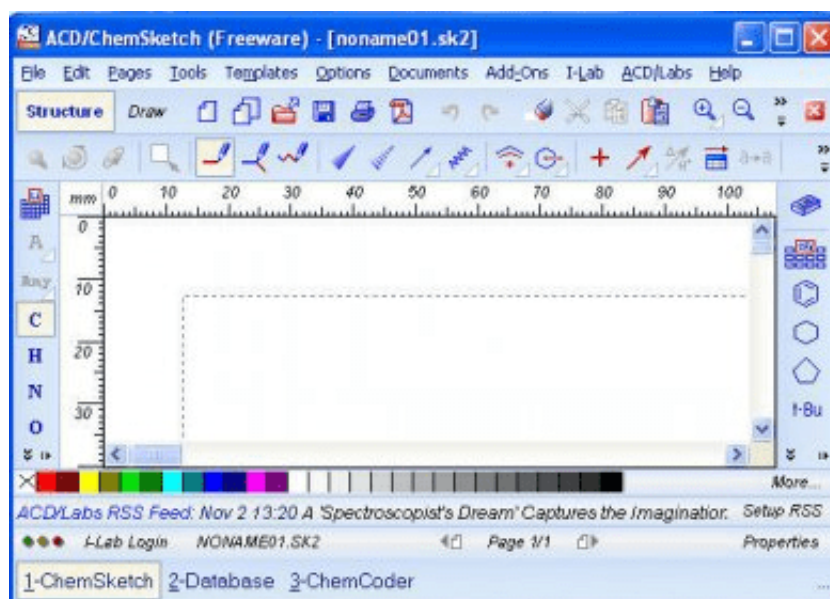 ACD/ChemSketch (Freeware) - [noname01.sk2]
File Edit Pages Tools Templates Options Documents Add-Ons I-Lab ACD/Labs Help
Structure Draw
mm 0 10 20 30 40 50 60 70 80 90 100
0
A
Any
10
C
H
20
N
30
t-Bu
O
More...
ACD/Labs RSS Feed: Nov 2 13:20 A 'Spectroscopist's Dream' Captures the Imagination. Setup RSS
I-Lab Login NONAME01.SK2 Page 1/1 Properties
1-ChemSketch 2-Database 3-ChemCoder ...